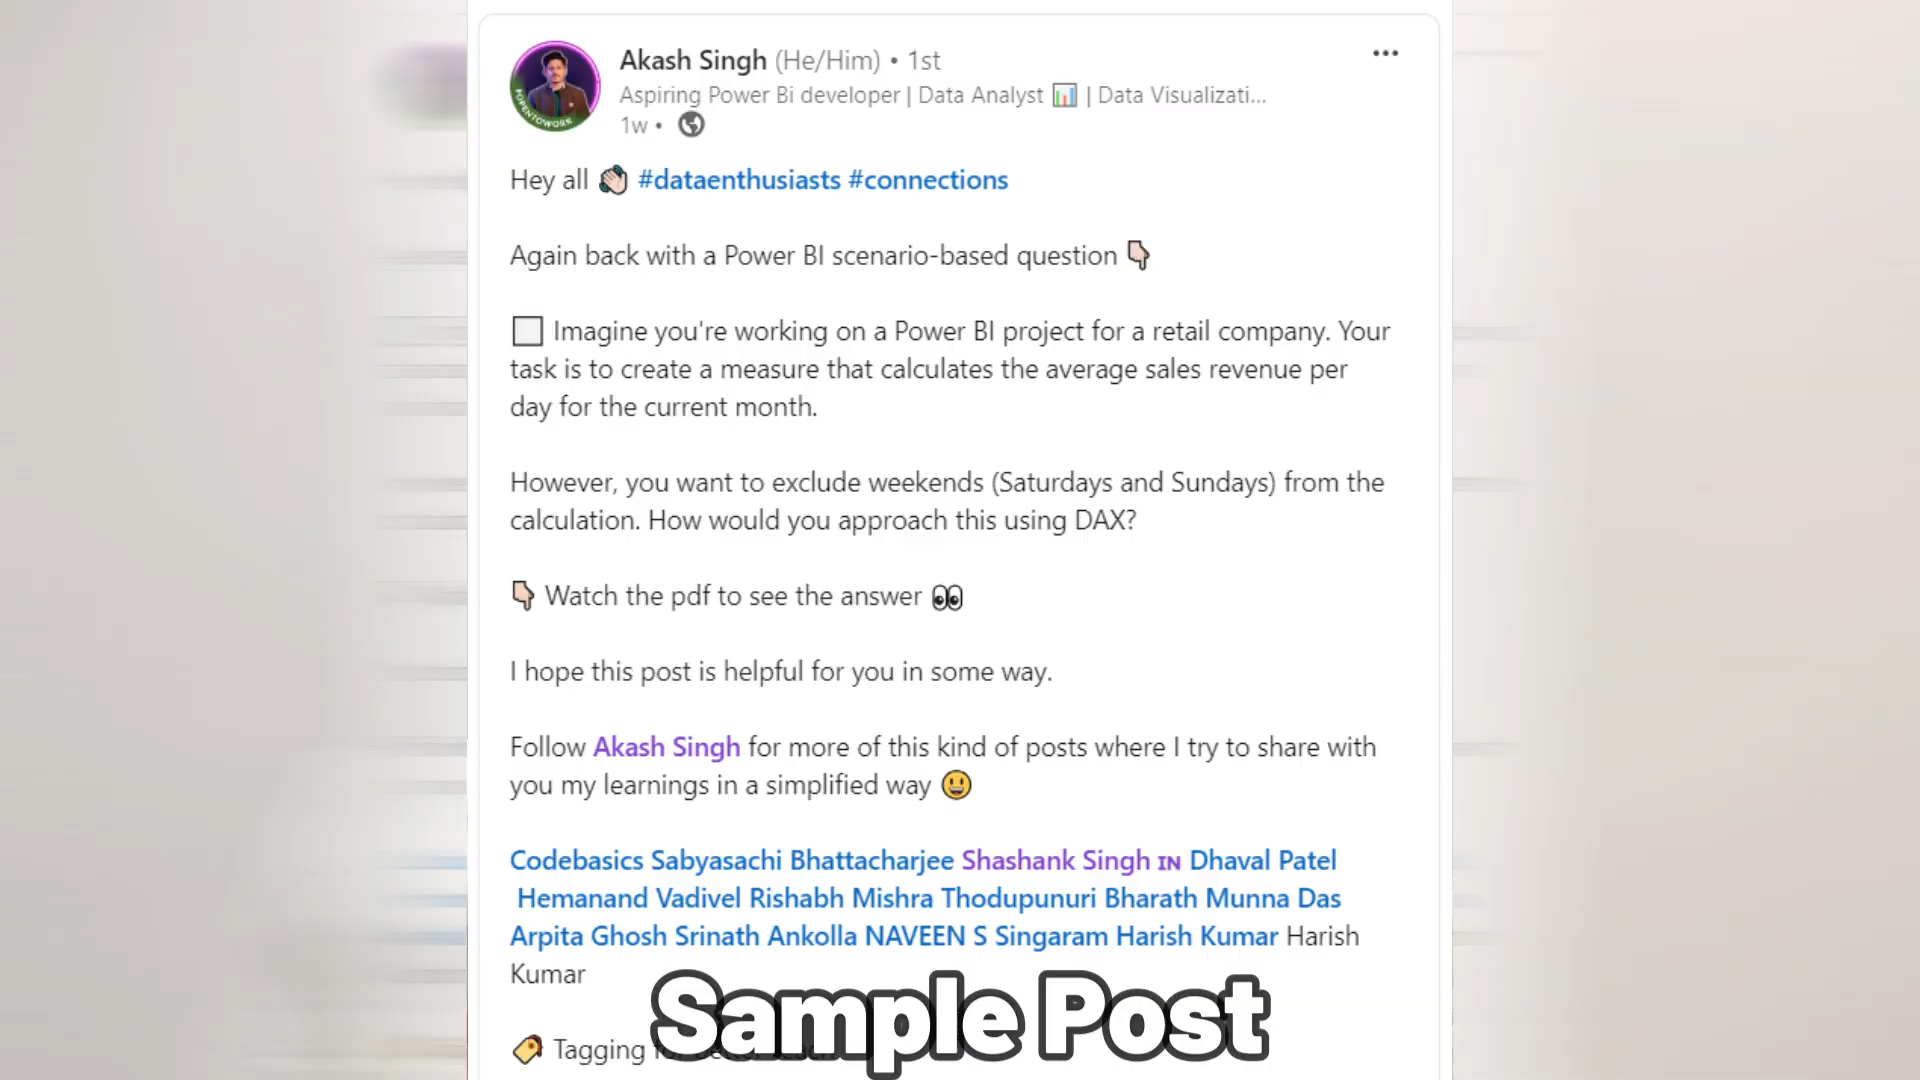 Akash Singh (He/Him) • 1st
Aspiring Power Bi developer | Data Analyst 📊 | Data Visualizati...
1w •
#OPENTOWORK
Hey all 👋🏻 #dataenthusiasts #connections
Again back with a Power BI scenario-based question 👇🏻
⬜ Imagine you're working on a Power BI project for a retail company. Your
task is to create a measure that calculates the average sales revenue per
day for the current month.
However, you want to exclude weekends (Saturdays and Sundays) from the
calculation. How would you approach this using DAX?
👇🏻 Watch the pdf to see the answer 👀
I hope this post is helpful for you in some way.
Follow Akash Singh for more of this kind of posts where I try to share with
you my learnings in a simplified way 😃
Codebasics Sabyasachi Bhattacharjee Shashank Singh IN Dhaval Patel
Hemanand Vadivel Rishabh Mishra Thodupunuri Bharath Munna Das
Arpita Ghosh Srinath Ankolla NAVEEN S Singaram Harish Kumar Harish
Kumar
Sample Post
🏷️ Tagging